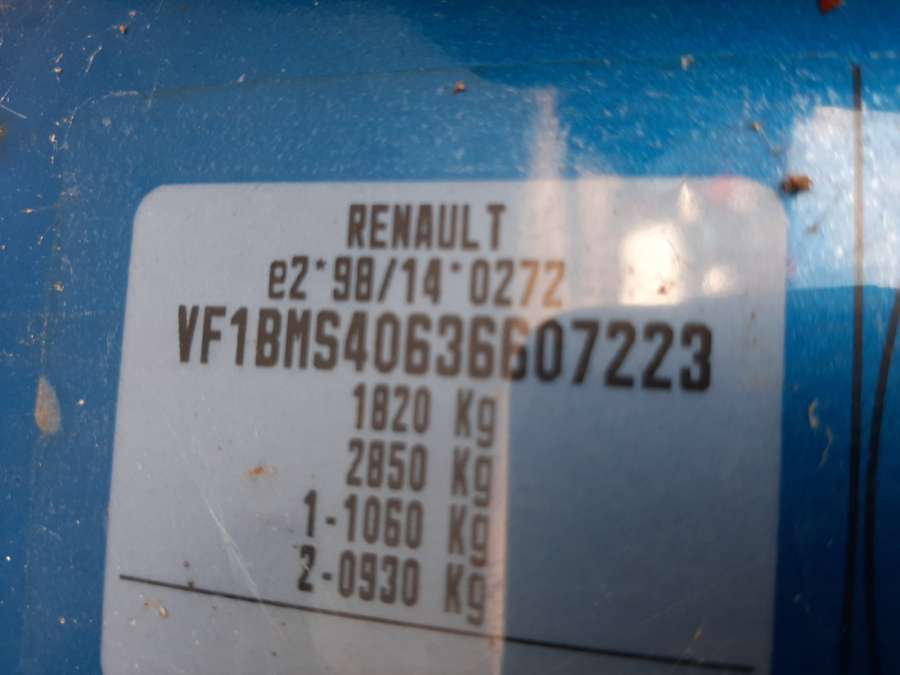 RENAULT
e2*98/14*0272
VF1BMS40636607223
1820 Kg
2850 Kg
1-1060 Kg
2-0930 Kg